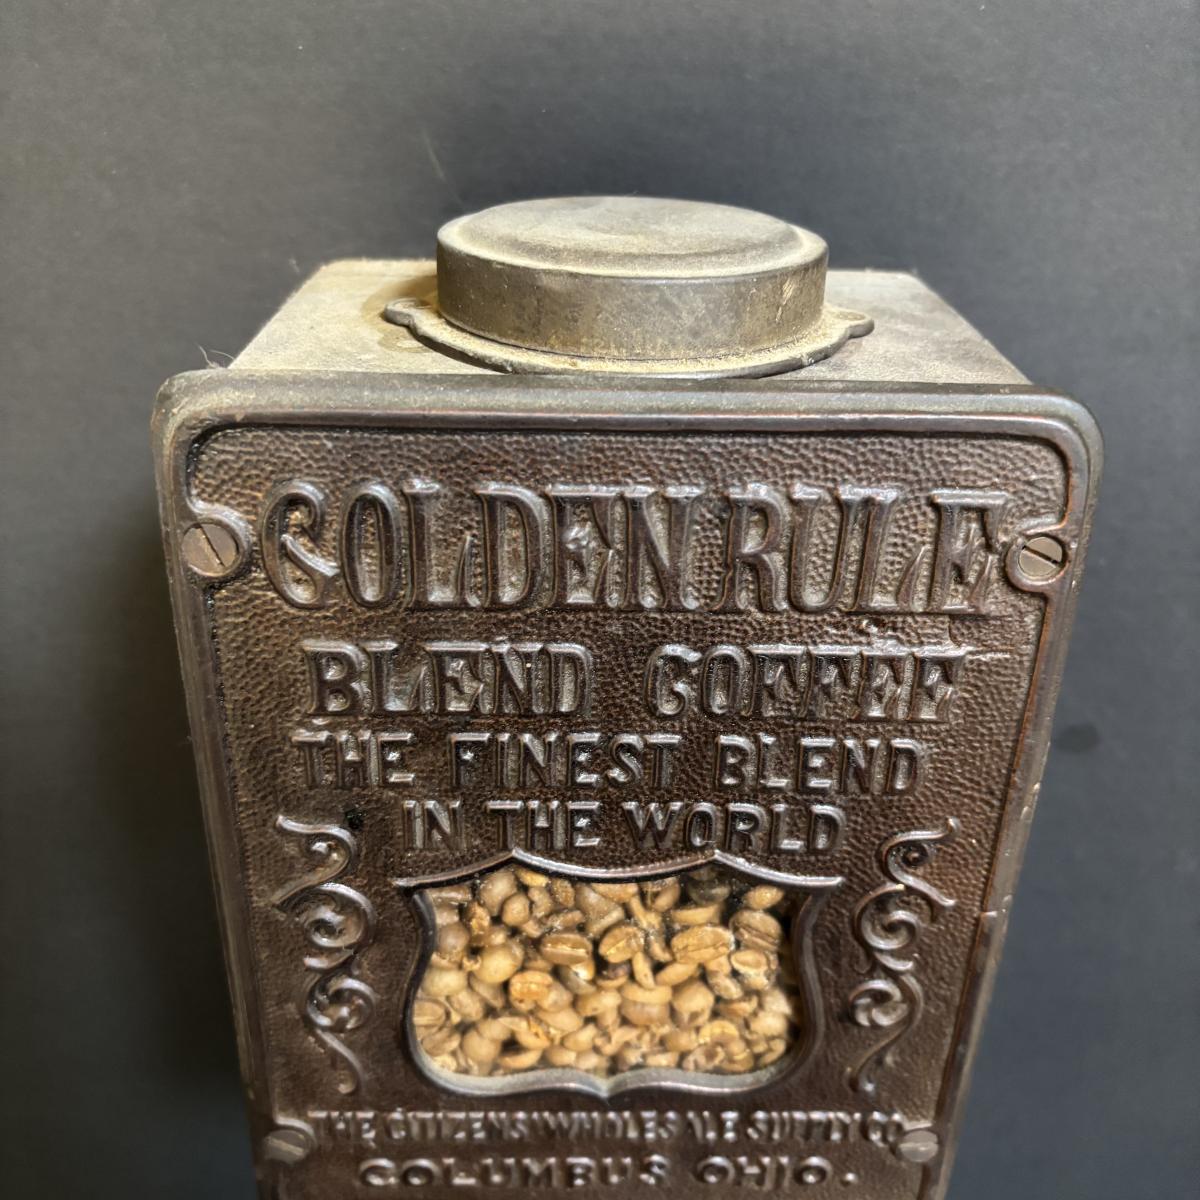 GOLDEN RULE
BLEND COFFEE
THE FINEST BLEND
IN THE WORLD
THE CITIZENS WHOLESALE SUPPLY CO
COLUMBUS OHIO.